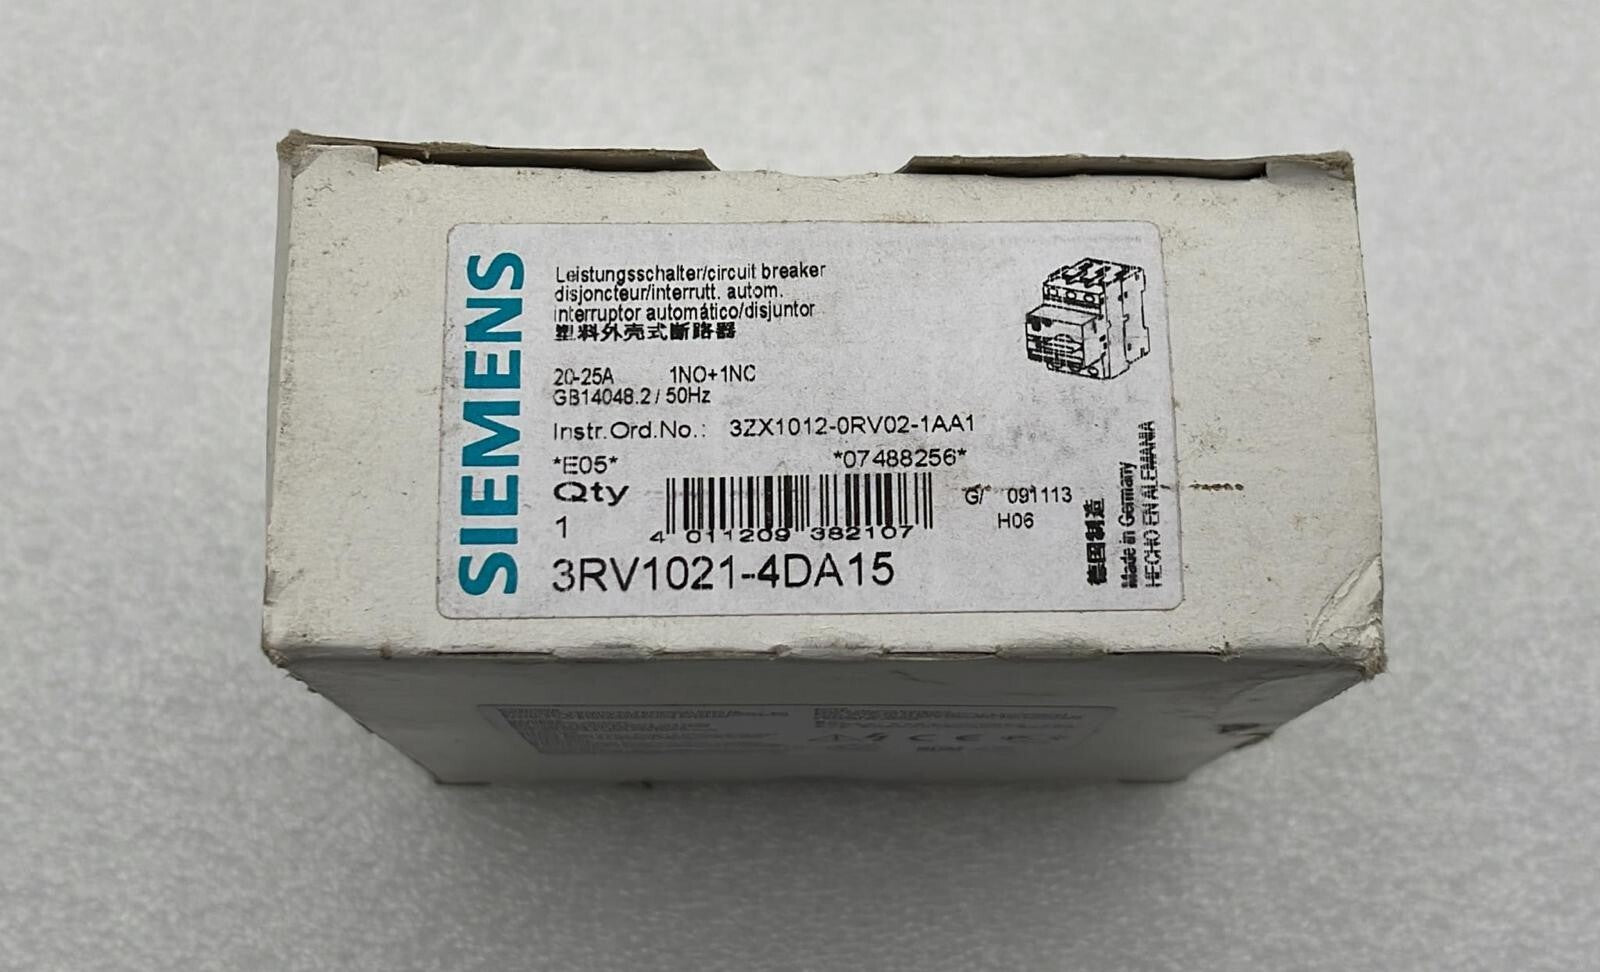 SIEMENS
Leistungsschalter/circuit breaker
disjoncteur/interrutt. autom.
interruptor automático/disjuntor
塑料外壳式断路器
20-25A 1NO+1NC
GB14048.2 / 50Hz
Instr.Ord.No.: 3ZX1012-0RV02-1AA1
*E05* *07488256*
Qty
1
4 011209 382107
G/ 091113
H06
3RV1021-4DA15
德国制造
Made in Germany
HECHO EN ALEMANIA